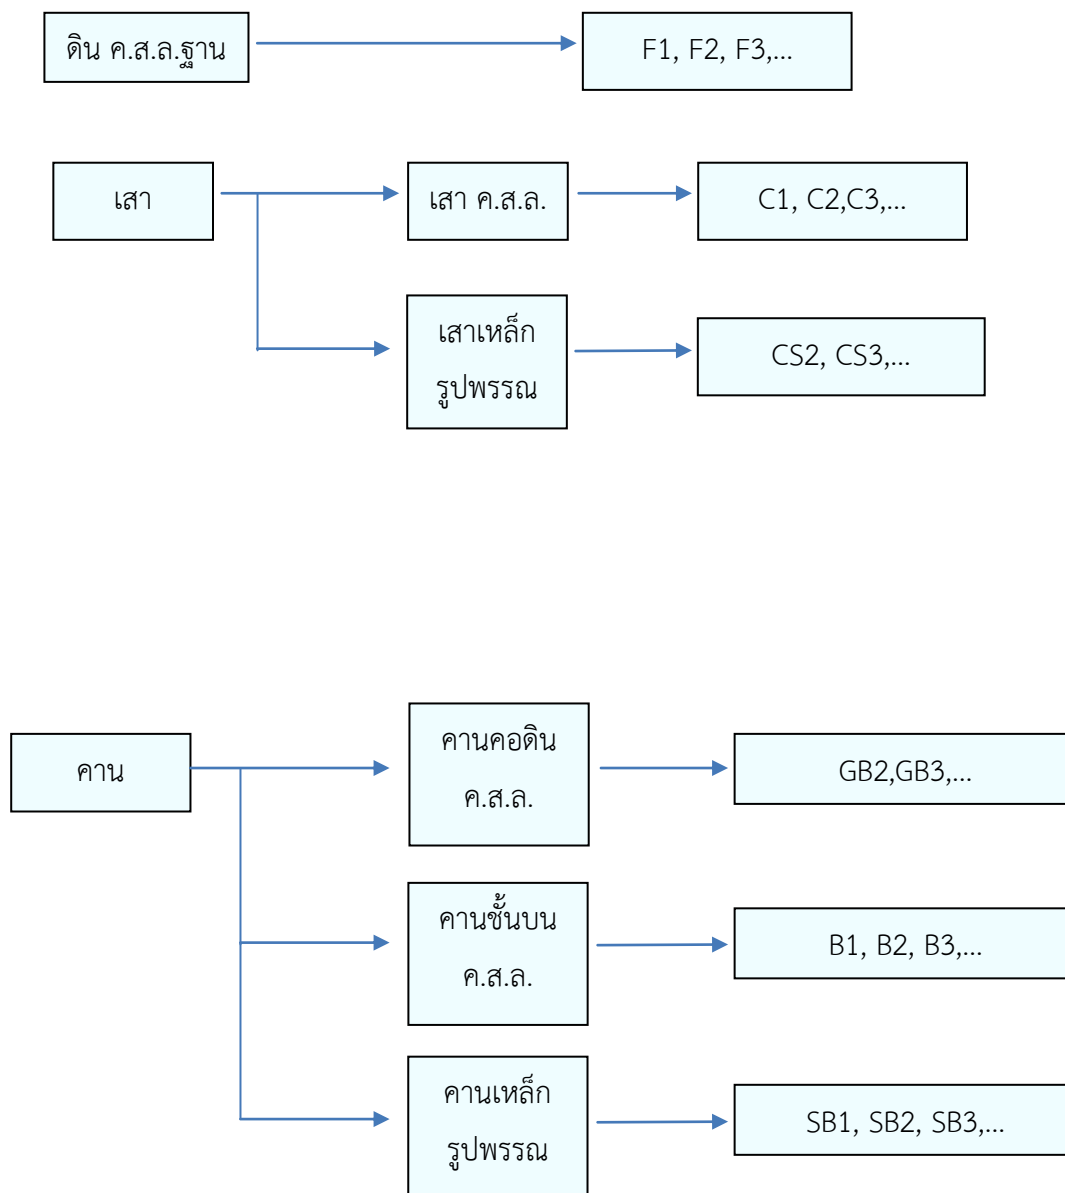 ดิน ค.ส.ล.ฐาน
F1, F2, F3,...
เสา
เสา ค.ส.ล.
C1, C2,C3,...
เสาเหล็ก
รูปพรรณ
CS2, CS3,...
คาน
คานคอดิน
ค.ส.ล.
GB2,GB3,...
คานชั้นบน
ค.ส.ล.
B1, B2, B3,...
คานเหล็ก
รูปพรรณ
SB1, SB2, SB3,...